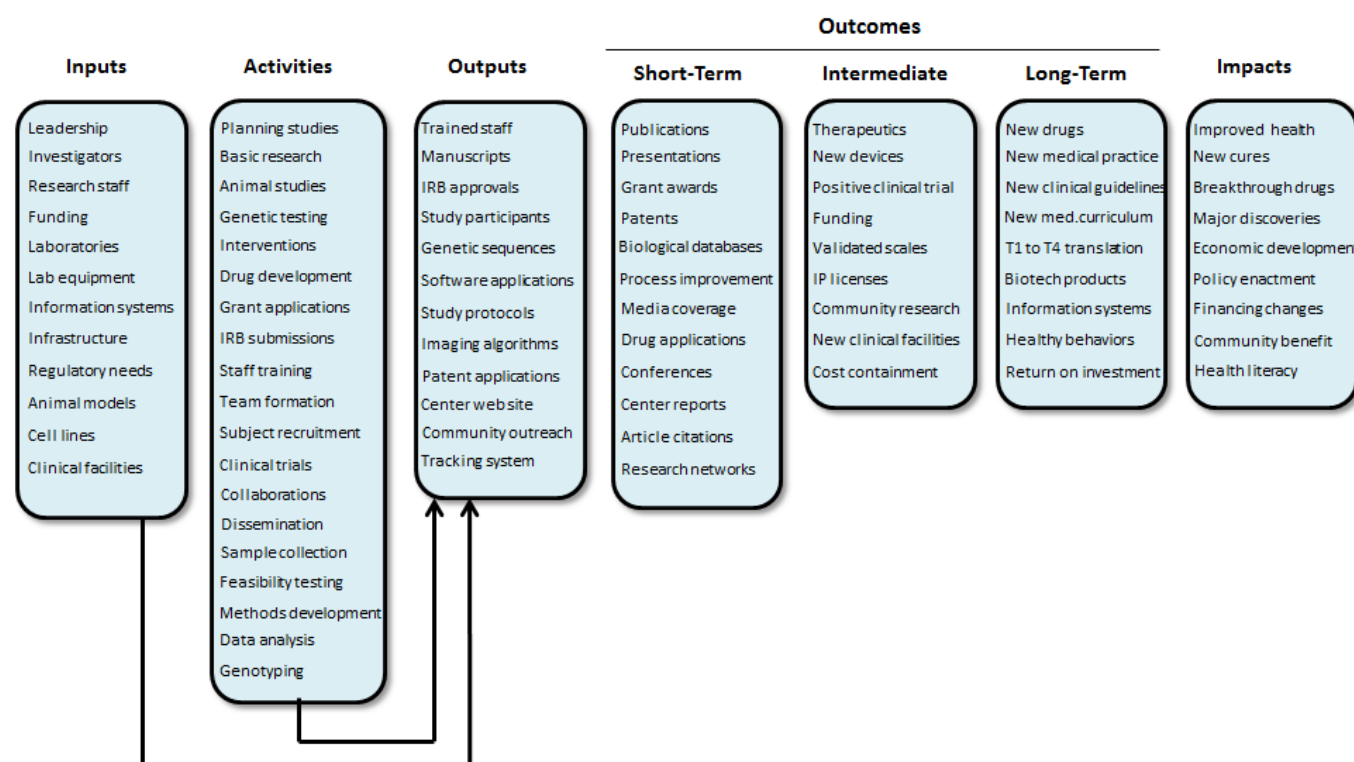 Outcomes
Inputs
Activities
Outputs
Short-Term
Intermediate
Long-Term
Impacts
Leadership
Investigators
Research staff
Funding
Laboratories
Lab equipment
Information systems
Infrastructure
Regulatory needs
Animal models
Cell lines
Clinical facilities
Planning studies
Basic research
Animal studies
Genetic testing
Interventions
Drug development
Grant applications
IRB submissions
Staff training
Team formation
Subject recruitment
Clinical trials
Collaborations
Dissemination
Sample collection
Feasibility testing
Methods development
Data analysis
Genotyping
Trained staff
Manuscripts
IRB approvals
Study participants
Genetic sequences
Software applications
Study protocols
Imaging algorithms
Patent applications
Center web site
Community outreach
Tracking system
Publications
Presentations
Grant awards
Patents
Biological databases
Process improvement
Media coverage
Drug applications
Conferences
Center reports
Article citations
Research networks
Therapeutics
New devices
Positive clinical trial
Funding
Validated scales
IP licenses
Community research
New clinical facilities
Cost containment
New drugs
New medical practice
New clinical guidelines
New med.curriculum
T1 to T4 translation
Biotech products
Information systems
Healthy behaviors
Return on investment
Improved health
New cures
Breakthrough drugs
Major discoveries
Economic development
Policy enactment
Financing changes
Community benefit
Health literacy